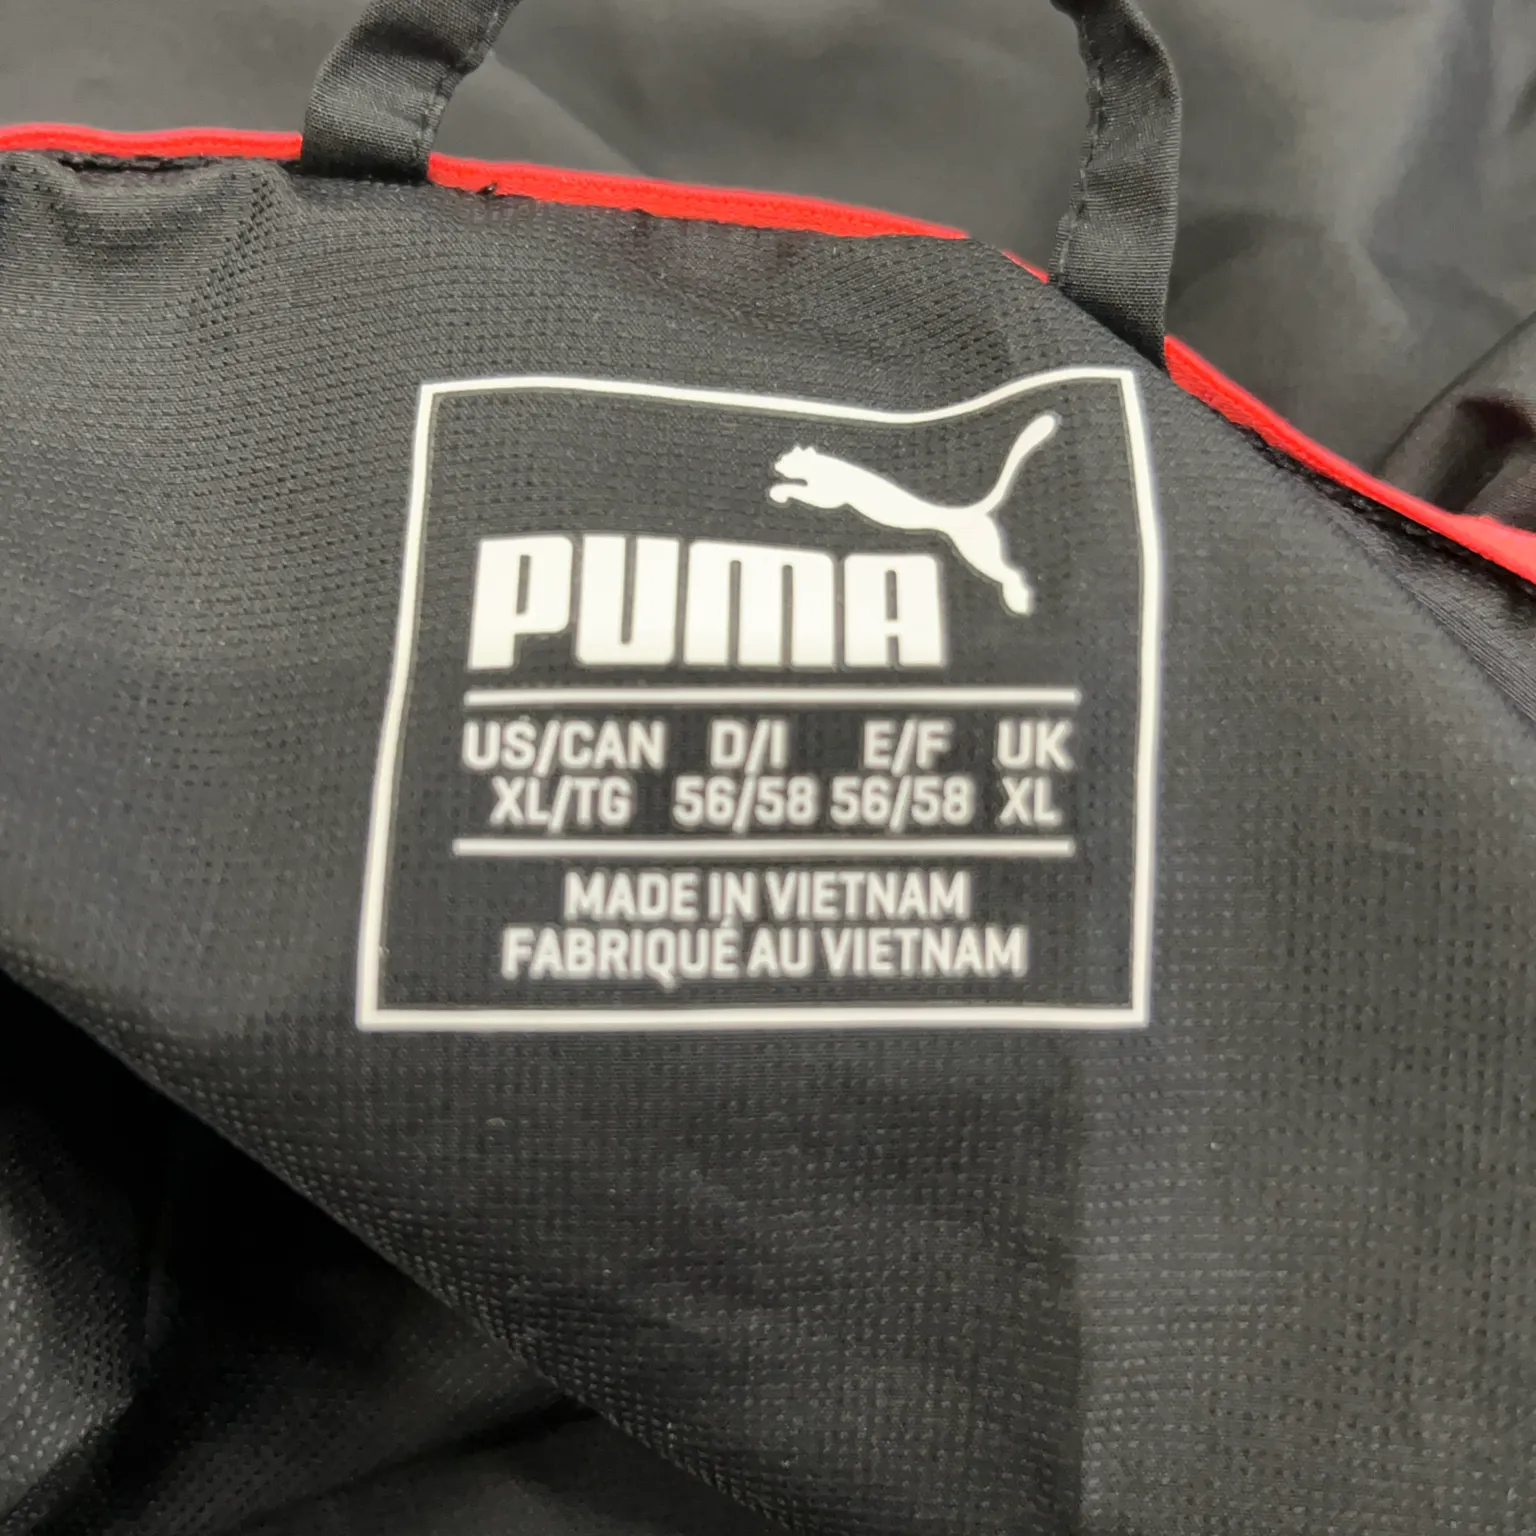 PUMA
US/CAN D/I E/F UK
XL/TG 56/58 56/58 XL
MADE IN VIETNAM
FABRIQUÉ AU VIETNAM